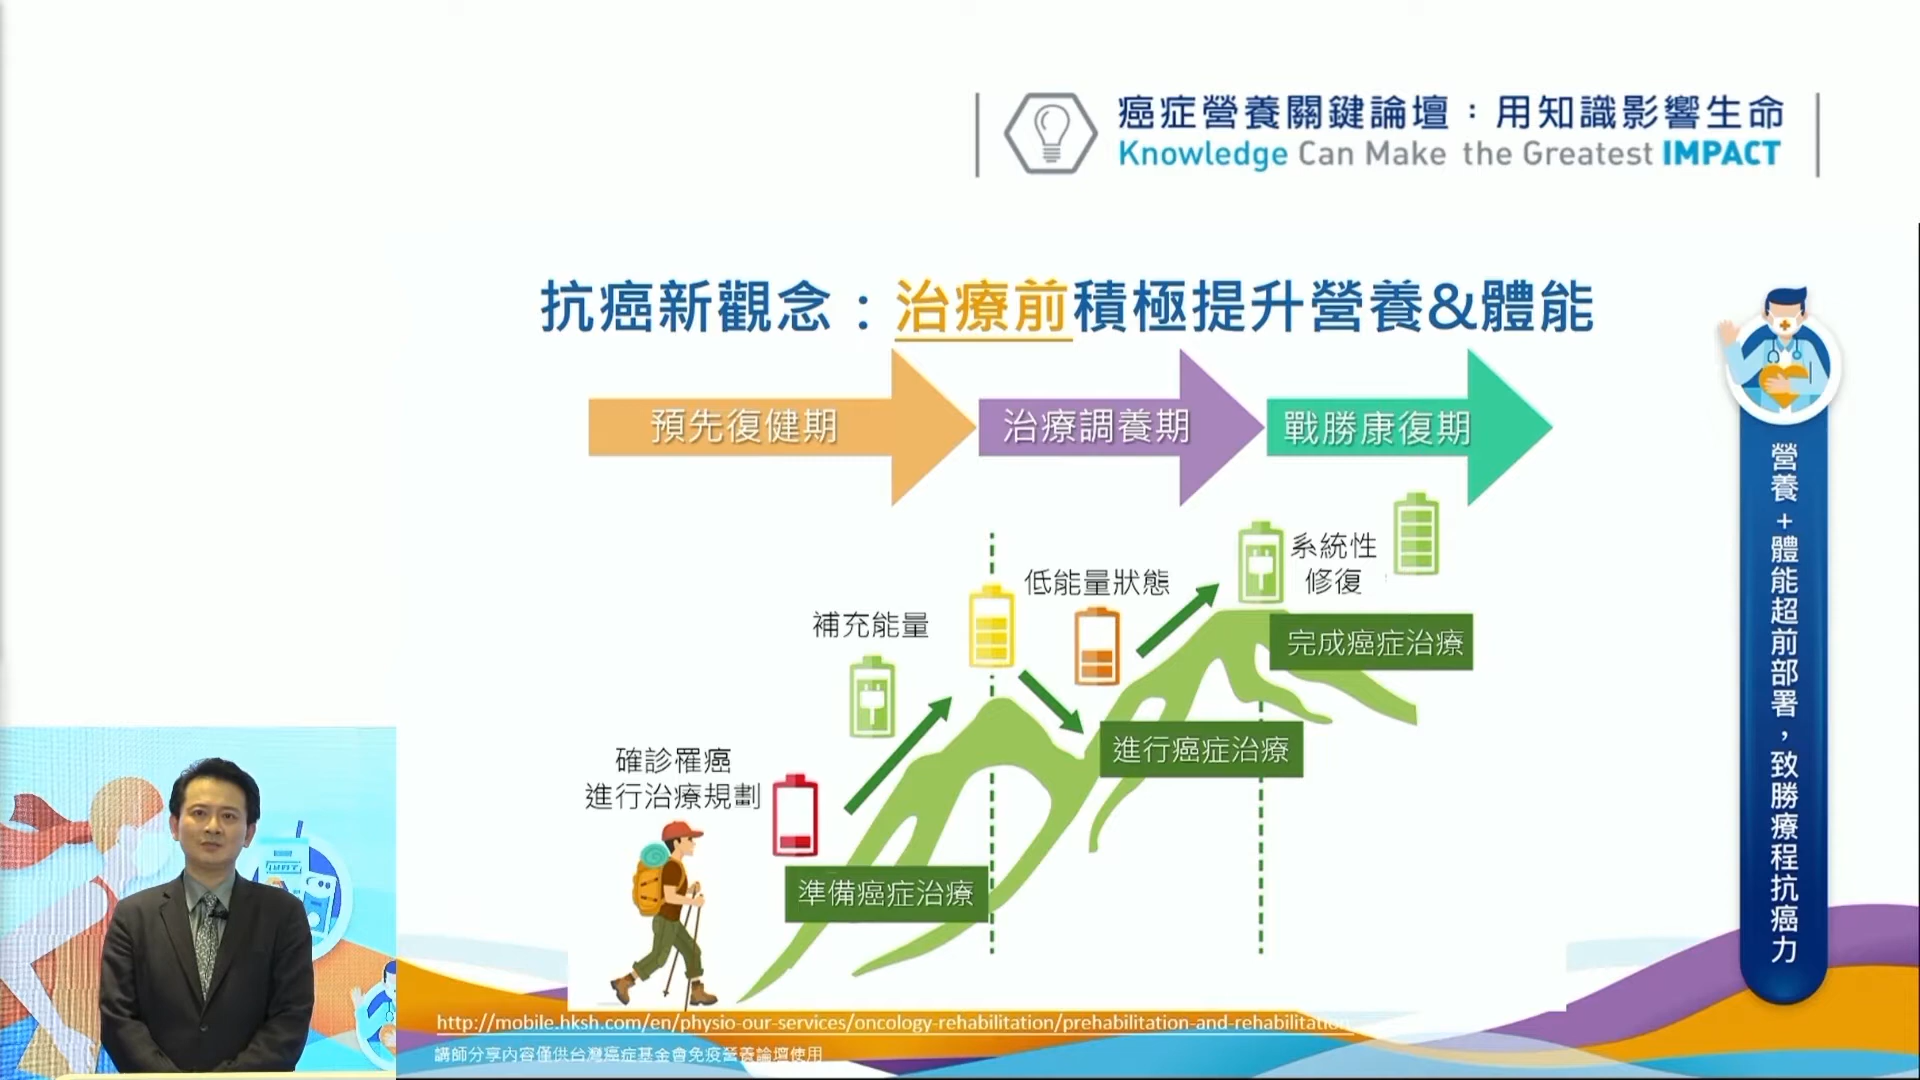 癌症營養關鍵論壇：用知識影響生命
Knowledge Can Make the Greatest IMPACT
抗癌新觀念：治療前積極提升營養&體能
預先復健期
治療調養期
戰勝康復期
系統性
修復
低能量狀態
補充能量
完成癌症治療
進行癌症治療
確診罹癌
進行治療規劃
準備癌症治療
營養+體能超前部署，致勝療程抗癌力
http://mobile.hksh.com/en/physio-our-services/oncology-rehabilitation/prehabilitation-and-rehabilitation
講師分享內容僅供台灣癌症基金會免疫營養論壇使用